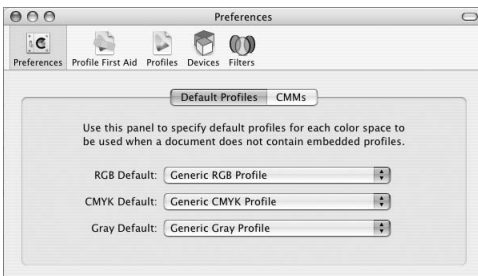 Preferences
Preferences Profile First Aid Profiles Devices Filters
Default Profiles CMMs
Use this panel to specify default profiles for each color space to
be used when a document does not contain embedded profiles.
RGB Default: Generic RGB Profile
CMYK Default: Generic CMYK Profile
Gray Default: Generic Gray Profile